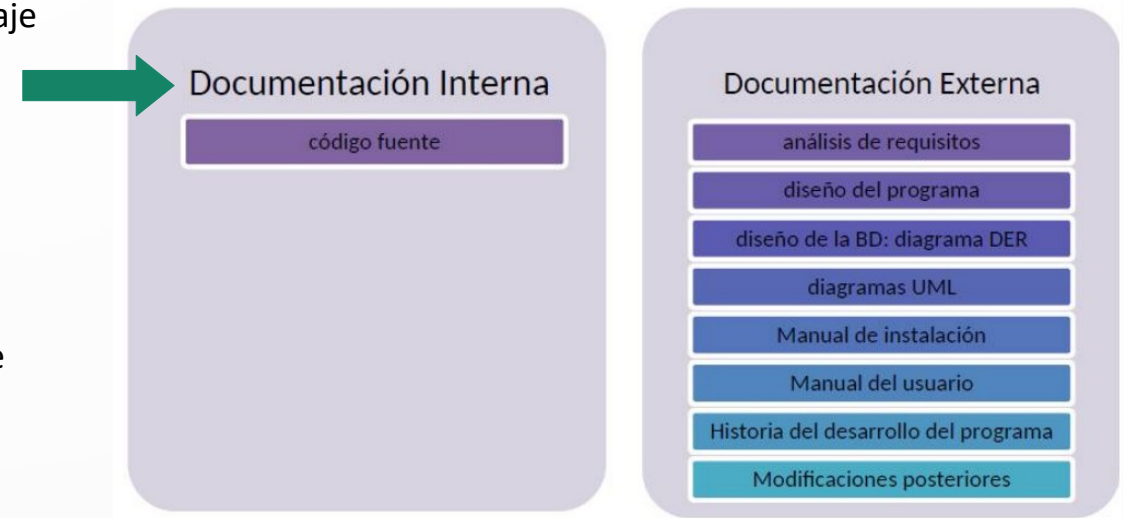 aje
e
Documentación Interna
código fuente
Documentación Externa
análisis de requisitos
diseño del programa
diseño de la BD: diagrama DER
diagramas UML
Manual de instalación
Manual del usuario
Historia del desarrollo del programa
Modificaciones posteriores